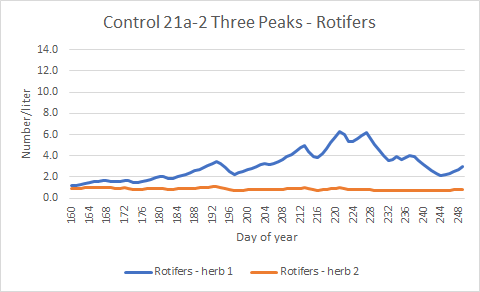 Control 21a-2 Three Peaks - Rotifers
Number/liter
14.0
12.0
10.0
8.0
6.0
4.0
2.0
0.0
160 164 168 172 176 180 184 188 192 196 200 204 208 212 216 220 224 228 232 236 240 244 248
Day of year
Rotifers - herb 1 Rotifers - herb 2